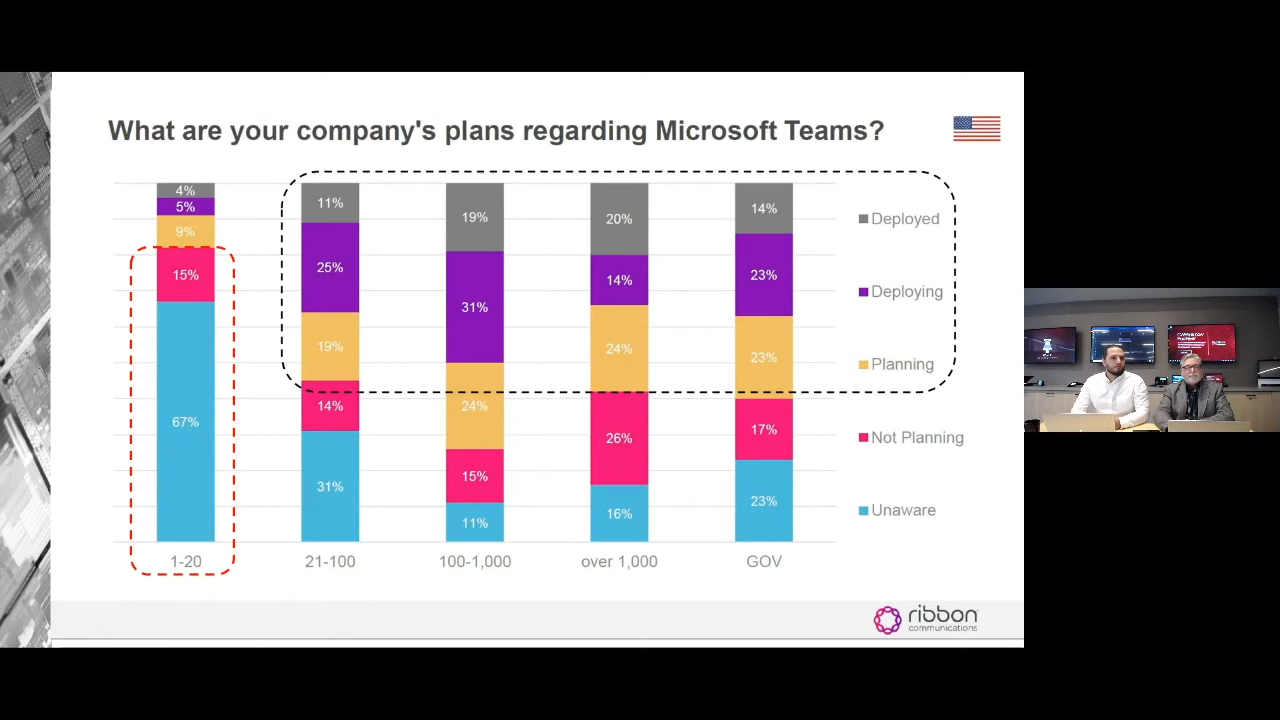 What are your company's plans regarding Microsoft Teams?
4%
5%
9%
15%
67%
1-20
11%
25%
19%
14%
31%
21-100
19%
31%
24%
15%
11%
100-1,000
20%
14%
24%
26%
16%
over 1,000
14%
23%
23%
17%
23%
GOV
Deployed
Deploying
Planning
Not Planning
Unaware
ribbon
communications